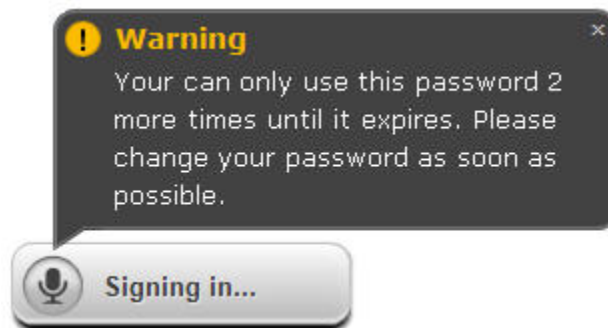 Warning
Your can only use this password 2
more times until it expires. Please
change your password as soon as
possible.
Signing in...